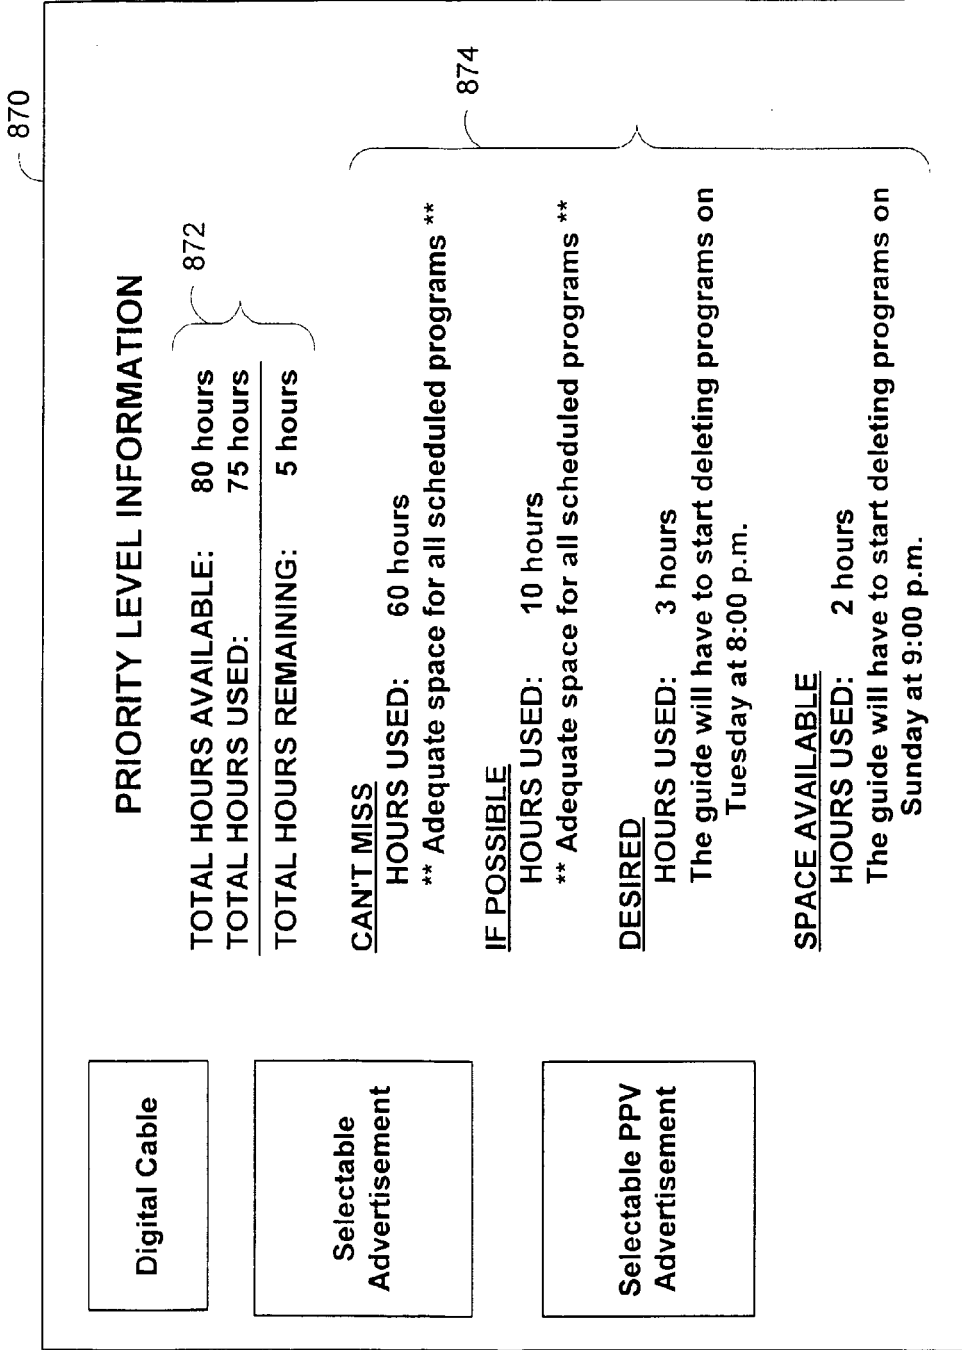 870
PRIORITY LEVEL INFORMATION
TOTAL HOURS AVAILABLE: 80 hours
TOTAL HOURS USED: 75 hours
TOTAL HOURS REMAINING: 5 hours
872
CAN'T MISS
HOURS USED: 60 hours
** Adequate space for all scheduled programs **
874
IF POSSIBLE
HOURS USED: 10 hours
** Adequate space for all scheduled programs **
DESIRED
HOURS USED: 3 hours
The guide will have to start deleting programs on
Tuesday at 8:00 p.m.
SPACE AVAILABLE
HOURS USED: 2 hours
The guide will have to start deleting programs on
Sunday at 9:00 p.m.
Digital Cable
Selectable
Advertisement
Selectable PPV
Advertisement